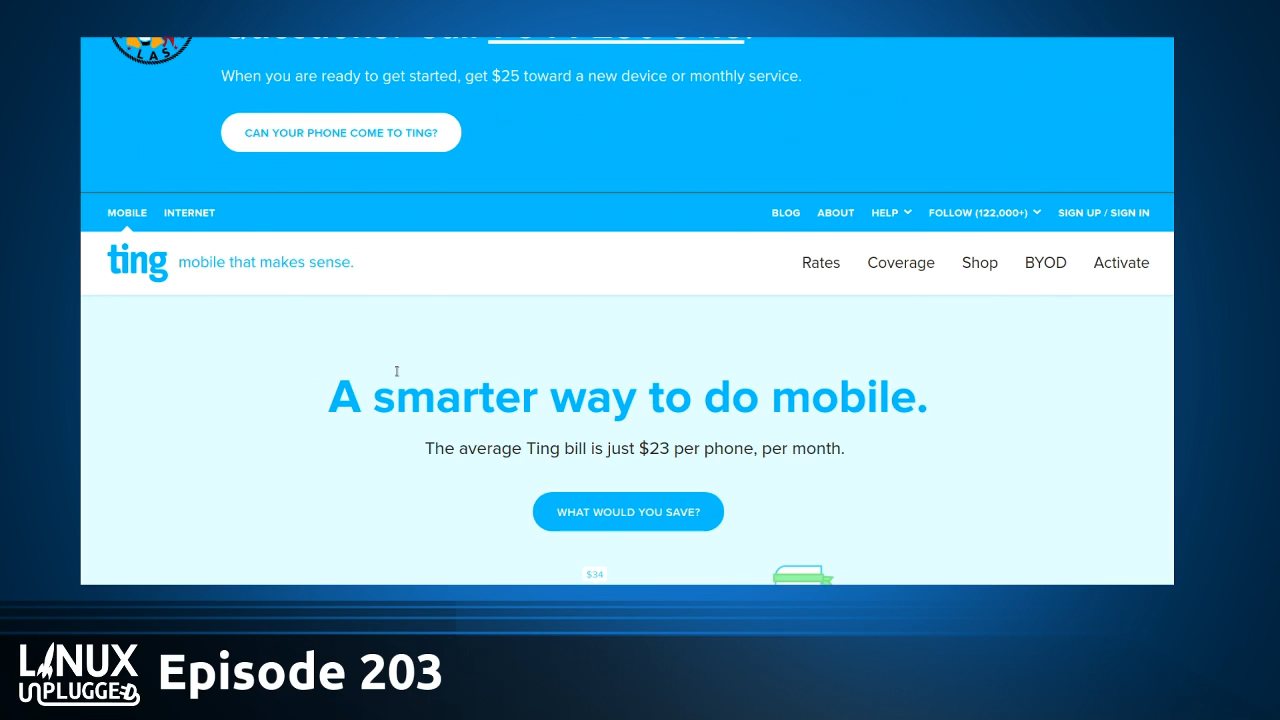 LAS
When you are ready to get started, get $25 toward a new device or monthly service.
CAN YOUR PHONE COME TO TING?
MOBILE INTERNET BLOG ABOUT HELP FOLLOW (122,000+) SIGN UP / SIGN IN
ting mobile that makes sense. Rates Coverage Shop BYOD Activate
A smarter way to do mobile.
The average Ting bill is just $23 per phone, per month.
WHAT WOULD YOU SAVE?
$34
LINUX
UNPLUGGED
Episode 203